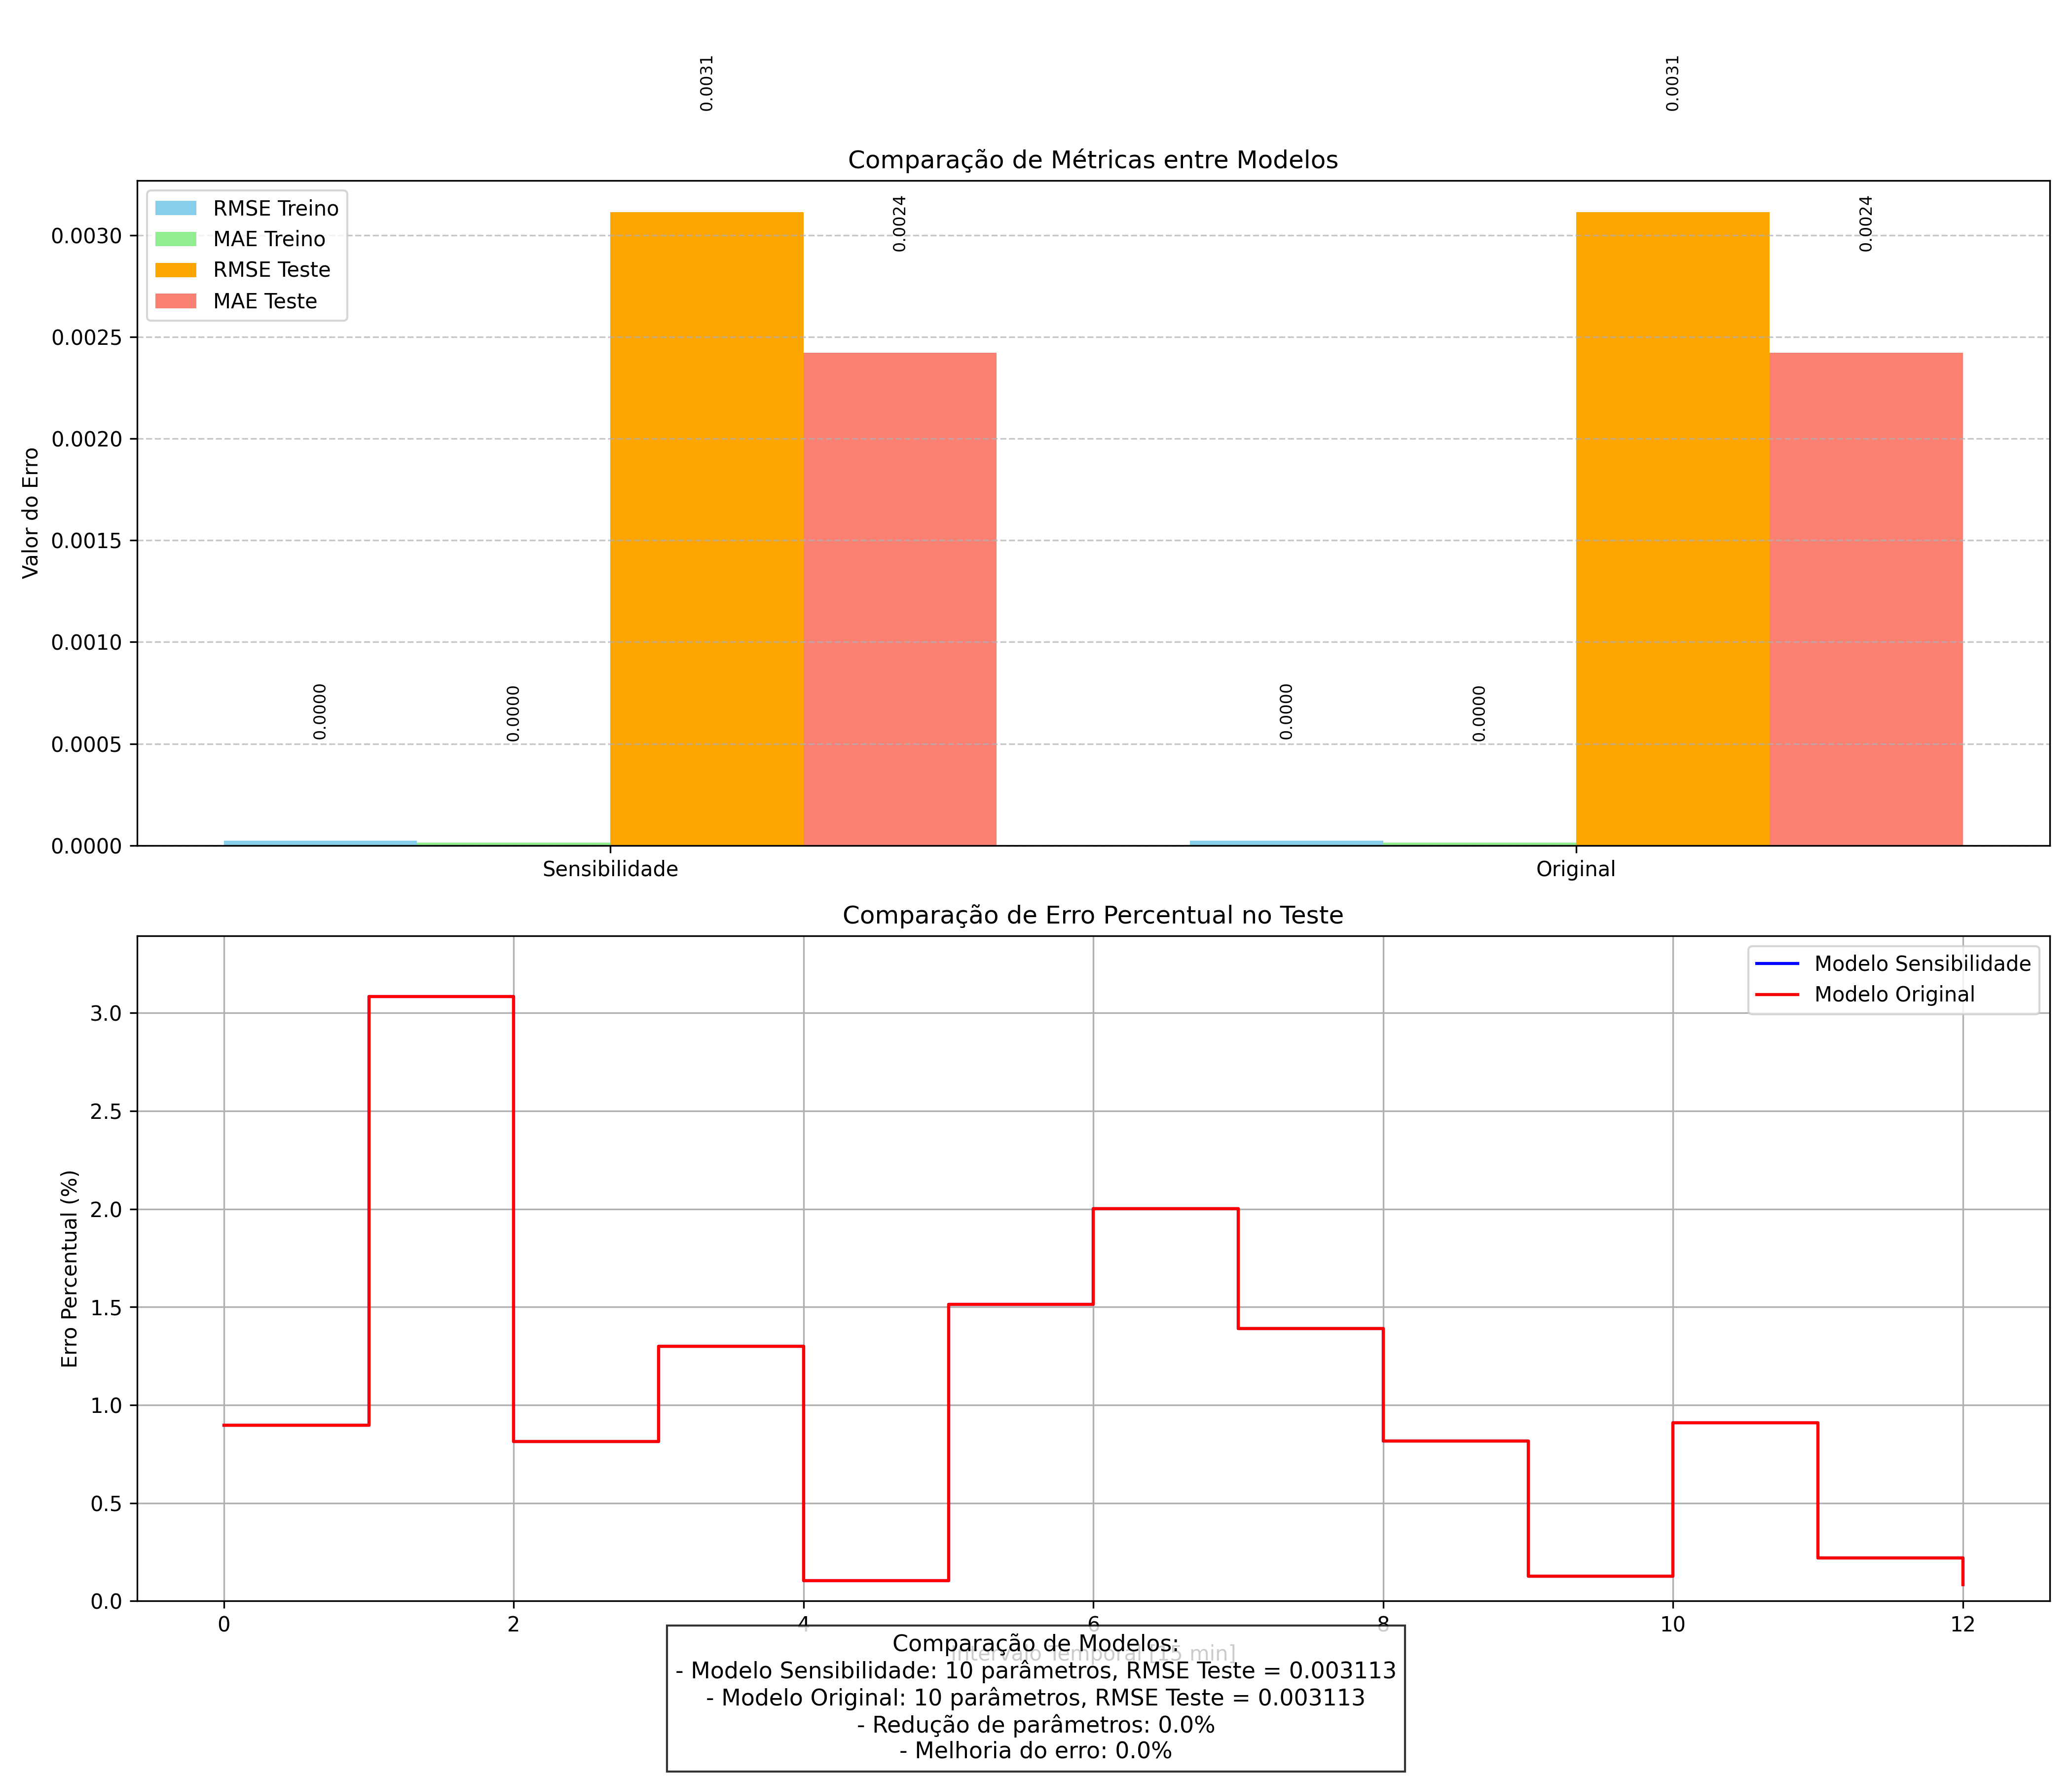 0.0031
0.0031
Comparação de Métricas entre Modelos
RMSE Treino
MAE Treino
RMSE Teste
MAE Teste
0.0024
0.0024
0.0030
0.0025
0.0020
0.0015
0.0010
0.0005
0.0000
Valor do Erro
0.0000
0.0000
0.0000
0.0000
Sensibilidade
Original
Comparação de Erro Percentual no Teste
Modelo Sensibilidade
Modelo Original
3.0
2.5
2.0
1.5
1.0
0.5
0.0
Erro Percentual (%)
0 2 4 6 8 10 12
Intervalo Temporal [15 min]
Comparação de Modelos:
- Modelo Sensibilidade: 10 parâmetros, RMSE Teste = 0.003113
- Modelo Original: 10 parâmetros, RMSE Teste = 0.003113
- Redução de parâmetros: 0.0%
- Melhoria do erro: 0.0%